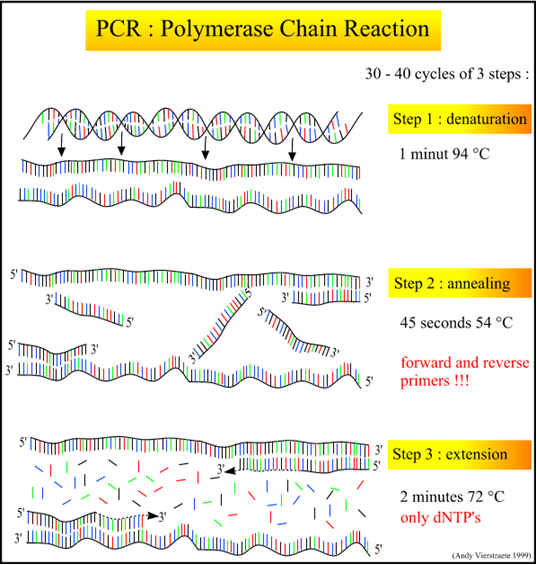 PCR : Polymerase Chain Reaction
30 - 40 cycles of 3 steps :
Step 1 : denaturation
1 minut 94 °C
Step 2 : annealing
45 seconds 54 °C
forward and reverse
primers !!!
5'
3'
3'
5'
5'
3'
5'
3'
5'
3'
5'
3'
3'
5'
Step 3 : extension
2 minutes 72 °C
only dNTP's
5'
3'
3'
5'
5'
3'
3'
5'
(Andy Vierstraete 1999)